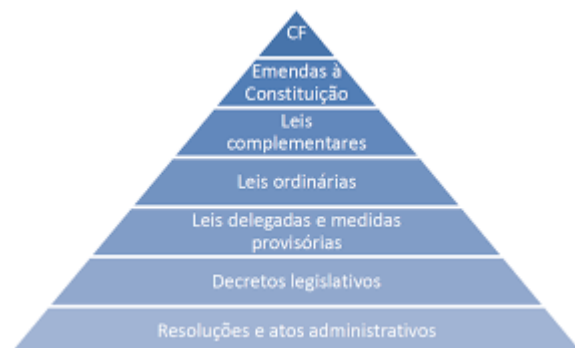 CF
Emendas à
Constituição
Leis
complementares
Leis ordinárias
Leis delegadas e medidas
provisórias
Decretos legislativos
Resoluções e atos administrativos